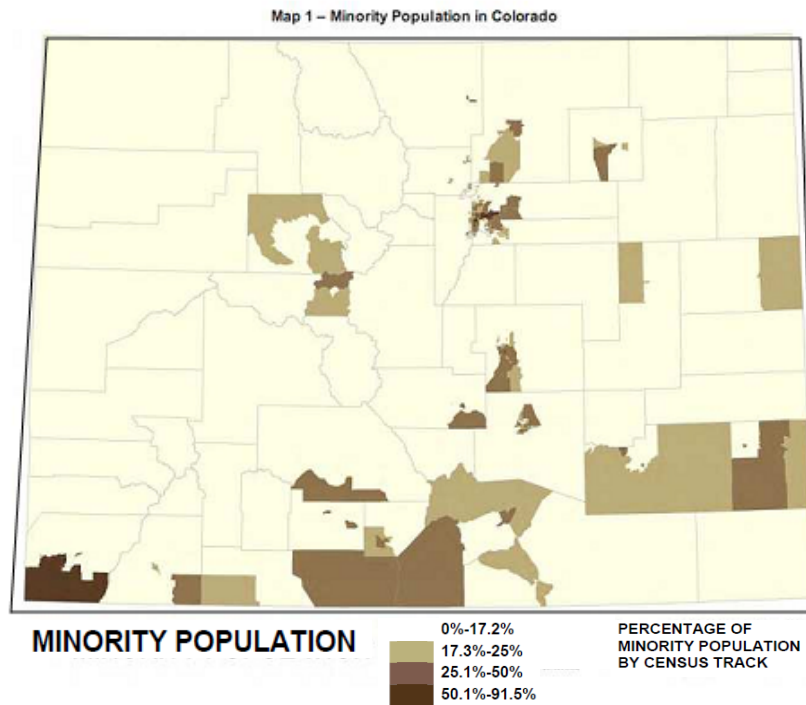 Map 1 – Minority Population in Colorado
MINORITY POPULATION
0%-17.2%
17.3%-25%
25.1%-50%
50.1%-91.5%
PERCENTAGE OF
MINORITY POPULATION
BY CENSUS TRACK